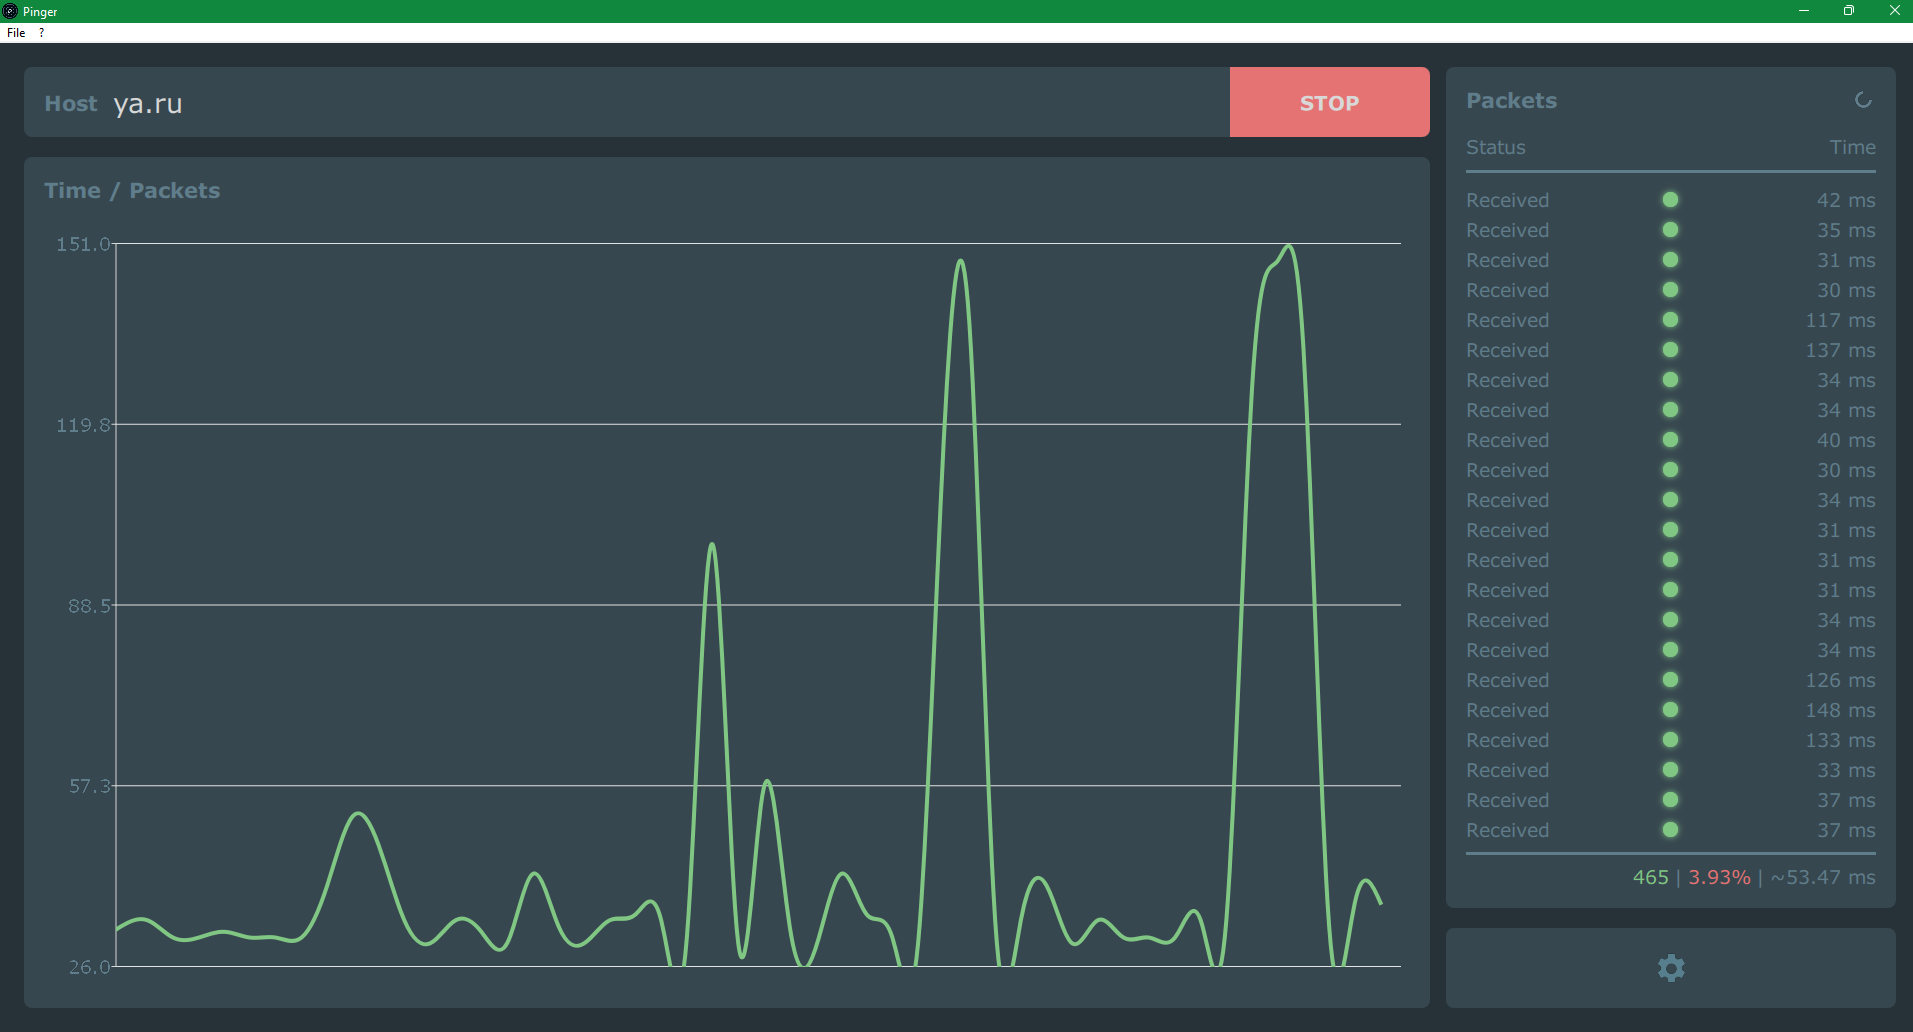 Pinger
File ?
Host ya.ru STOP
Time / Packets
151.0
119.8
88.5
57.3
26.0
Packets
Status Time
Received 42 ms
Received 35 ms
Received 31 ms
Received 30 ms
Received 117 ms
Received 137 ms
Received 34 ms
Received 34 ms
Received 40 ms
Received 30 ms
Received 34 ms
Received 31 ms
Received 31 ms
Received 31 ms
Received 34 ms
Received 34 ms
Received 126 ms
Received 148 ms
Received 133 ms
Received 33 ms
Received 37 ms
Received 37 ms
465 | 3.93% | ~53.47 ms